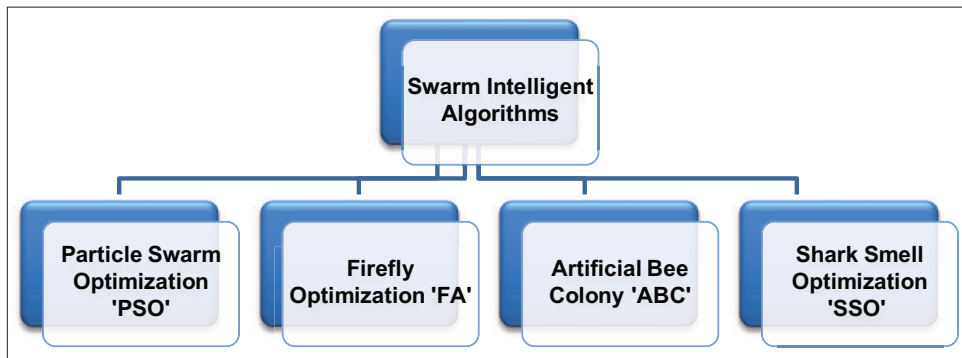 Swarm Intelligent
Algorithms
Particle Swarm
Optimization
'PSO'
Firefly
Optimization 'FA'
Artificial Bee
Colony 'ABC'
Shark Smell
Optimization
'SSO'